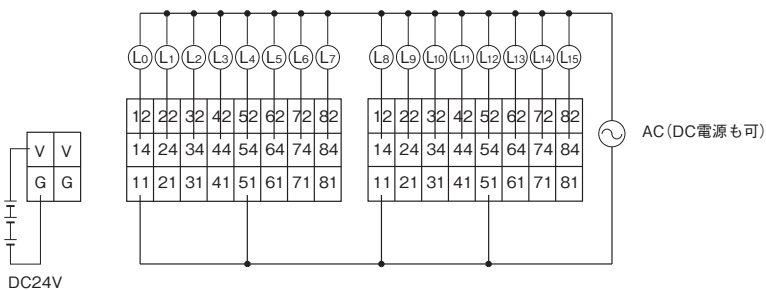 L0 L1 L2 L3 L4 L5 L6 L7 L8 L9 L10 L11 L12 L13 L14 L15
12 22 32 42 52 62 72 82 12 22 32 42 52 62 72 82
V V 14 24 34 44 54 64 74 84 14 24 34 44 54 64 74 84 AC(DC電源も可)
G G 11 21 31 41 51 61 71 81 11 21 31 41 51 61 71 81
DC24V